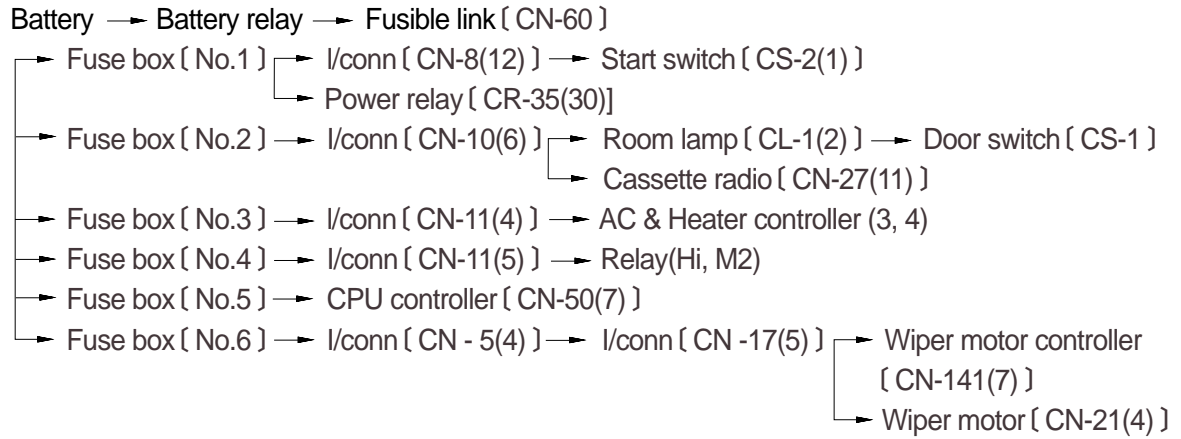 Battery → Battery relay → Fusible link〔 CN-60 〕
Fuse box〔 No.1 〕 → I/conn〔 CN-8(12) 〕 → Start switch〔 CS-2(1) 〕
→ Power relay〔 CR-35(30)]
Fuse box〔 No.2 〕 → I/conn〔 CN-10(6)〕 → Room lamp〔 CL-1(2) 〕 → Door switch〔 CS-1 〕
→ Cassette radio〔 CN-27(11) 〕
Fuse box〔 No.3 〕 → I/conn〔 CN-11(4) 〕 → AC & Heater controller (3, 4)
Fuse box〔 No.4 〕 → I/conn〔 CN-11(5) 〕 → Relay(Hi, M2)
Fuse box〔 No.5 〕 → CPU controller〔 CN-50(7) 〕
Fuse box〔 No.6 〕 → I/conn〔 CN - 5(4) 〕 → I/conn〔 CN -17(5) 〕 → Wiper motor controller
〔 CN-141(7) 〕
→ Wiper motor〔 CN-21(4) 〕